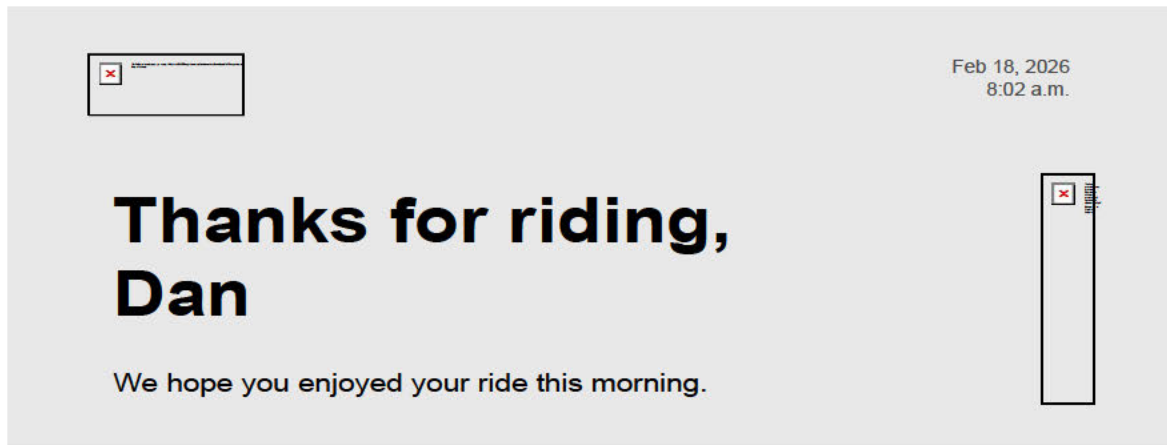 Feb 18, 2026
8:02 a.m.
Thanks for riding,
Dan
We hope you enjoyed your ride this morning.